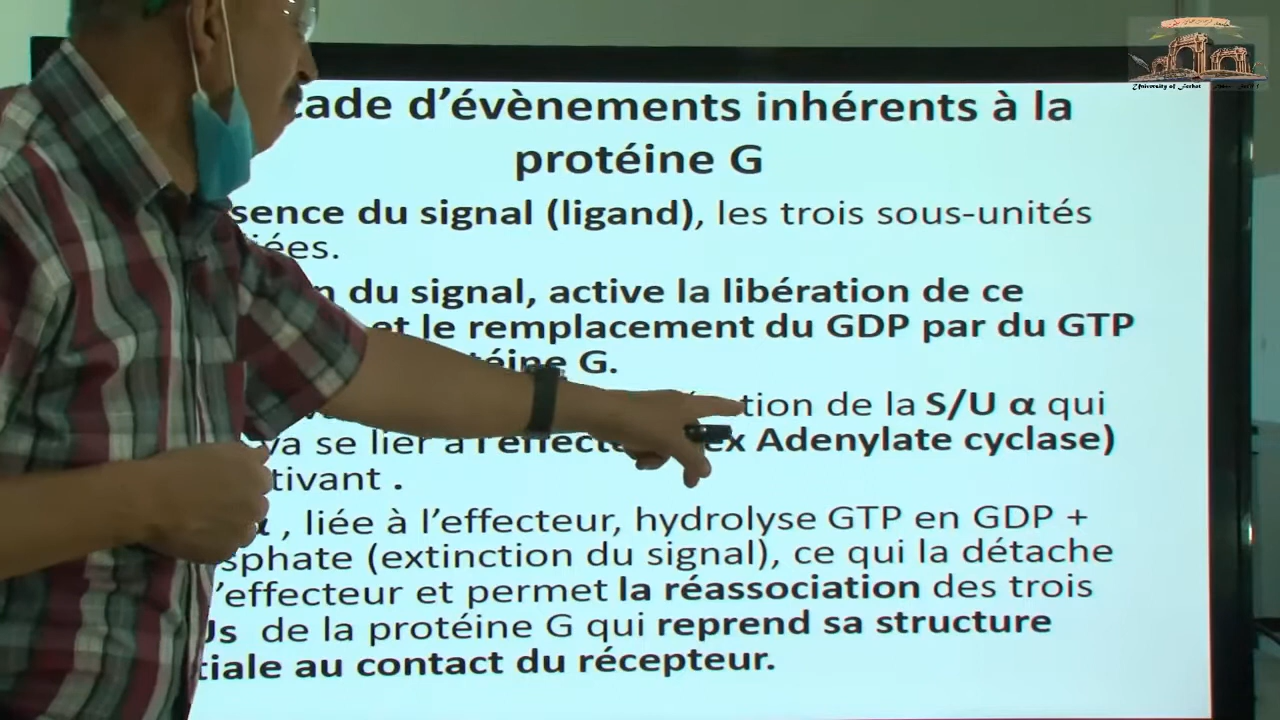 cade d'évènements inhérents à la
protéine G
sence du signal (ligand), les trois sous-unités
iées.
n du signal, active la libération de ce
et le remplacement du GDP par du GTP
téine G.
tion de la S/U α qui
va se lier à l'effecte ex Adenylate cyclase)
tivant .
α , liée à l'effecteur, hydrolyse GTP en GDP +
sphate (extinction du signal), ce qui la détache
'effecteur et permet la réassociation des trois
Us de la protéine G qui reprend sa structure
tiale au contact du récepteur.
University of